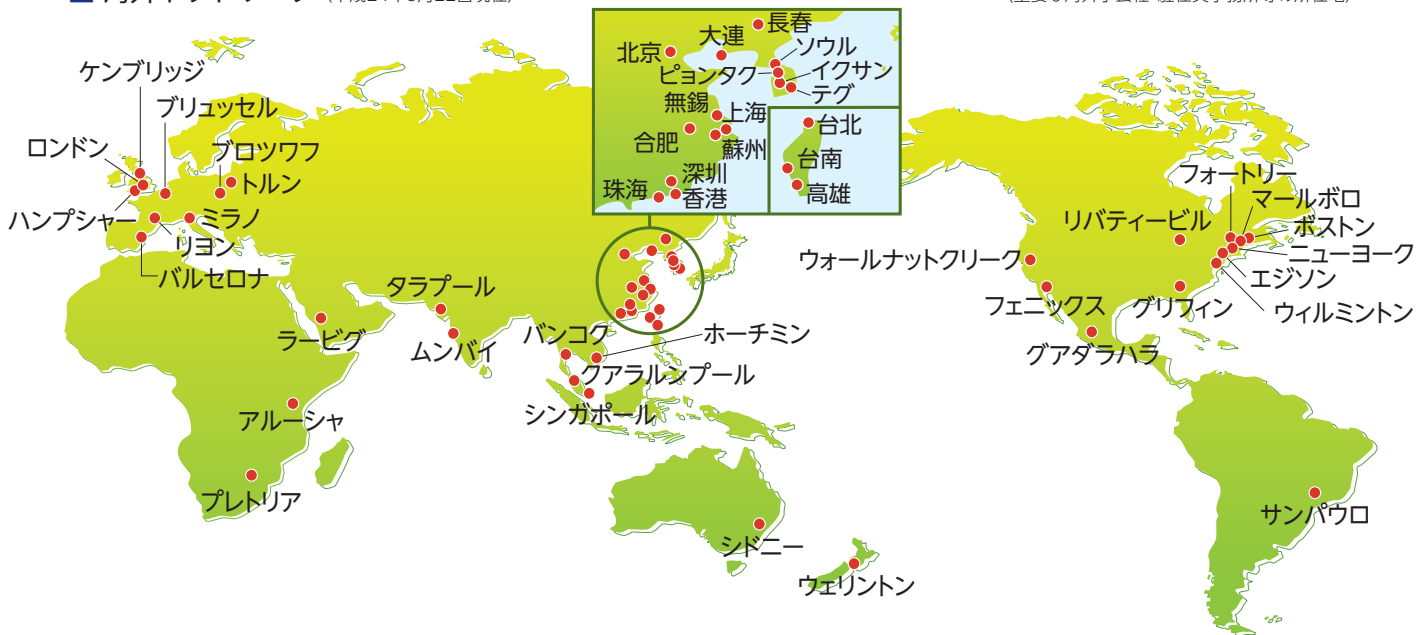 ケンブリッジ
ブリュッセル
ロンドン
ブロツワフ
トルン
ハンプシャー
ミラノ
リヨン
バルセロナ
北京
大連
長春
ソウル
ピョンタク
イクサン
テグ
無錫
上海
合肥
蘇州
深圳
珠海
香港
台北
台南
高雄
タラプール
ラービグ
ムンバイ
バンコク
ホーチミン
クアラルンプール
シンガポール
アルーシャ
プレトリア
シドニー
ウェリントン
フォートリー
マールボロ
リバティービル
ボストン
ニューヨーク
ウォールナットクリーク
エジソン
フェニックス
グリフィン
ウィルミントン
グアダラハラ
サンパウロ